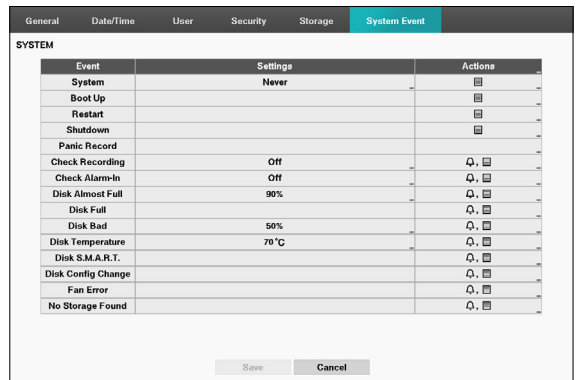 General Date/Time User Security Storage System Event
SYSTEM
Event Settings Actions
System Never
Boot Up
Restart
Shutdown
Panic Record
Check Recording Off
Check Alarm-In Off
Disk Almost Full 90%
Disk Full
Disk Bad 50%
Disk Temperature 70°C
Disk S.M.A.R.T.
Disk Config Change
Fan Error
No Storage Found
Save Cancel